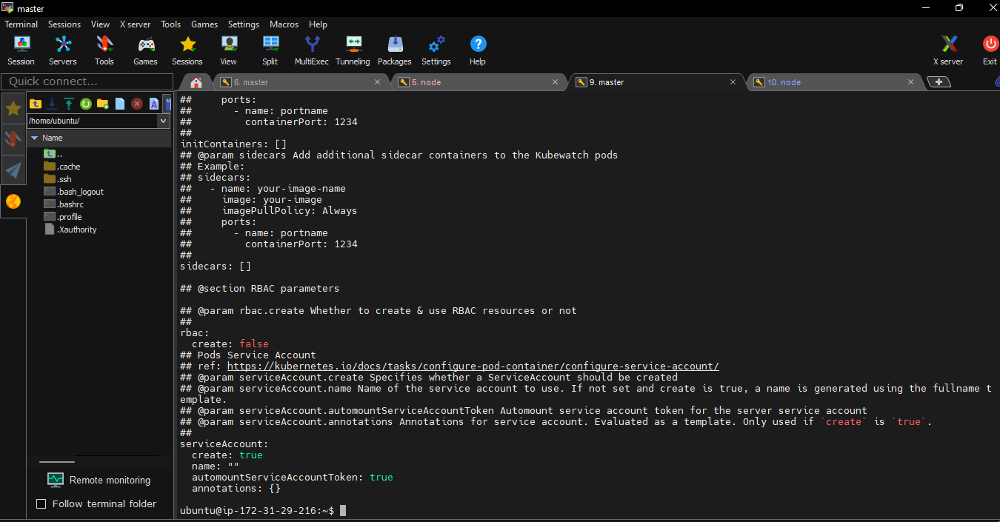 master
Terminal Sessions View X server Tools Games Settings Macros Help
Session Servers Tools Games Sessions View Split MultiExec Tunneling Packages Settings Help X server Exit
Quick connect...
6. master
5. node
9. master
10. node
/home/ubuntu/
Name
..
.cache
.ssh
.bash_logout
.bashrc
.profile
.Xauthority
Remote monitoring
Follow terminal folder
##     ports:
##       - name: portname
##         containerPort: 1234
##
initContainers: []
## @param sidecars Add additional sidecar containers to the Kubewatch pods
## Example:
## sidecars:
##   - name: your-image-name
##     image: your-image
##     imagePullPolicy: Always
##     ports:
##       - name: portname
##         containerPort: 1234
##
sidecars: []
## @section RBAC parameters
## @param rbac.create Whether to create & use RBAC resources or not
##
rbac:
  create: false
## Pods Service Account
## ref: https://kubernetes.io/docs/tasks/configure-pod-container/configure-service-account/
## @param serviceAccount.create Specifies whether a ServiceAccount should be created
## @param serviceAccount.name Name of the service account to use. If not set and create is true, a name is generated using the fullname t
emplate.
## @param serviceAccount.automountServiceAccountToken Automount service account token for the server service account
## @param serviceAccount.annotations Annotations for service account. Evaluated as a template. Only used if `create` is `true`.
##
serviceAccount:
  create: true
  name: ""
  automountServiceAccountToken: true
  annotations: {}
ubuntu@ip-172-31-29-216:~$